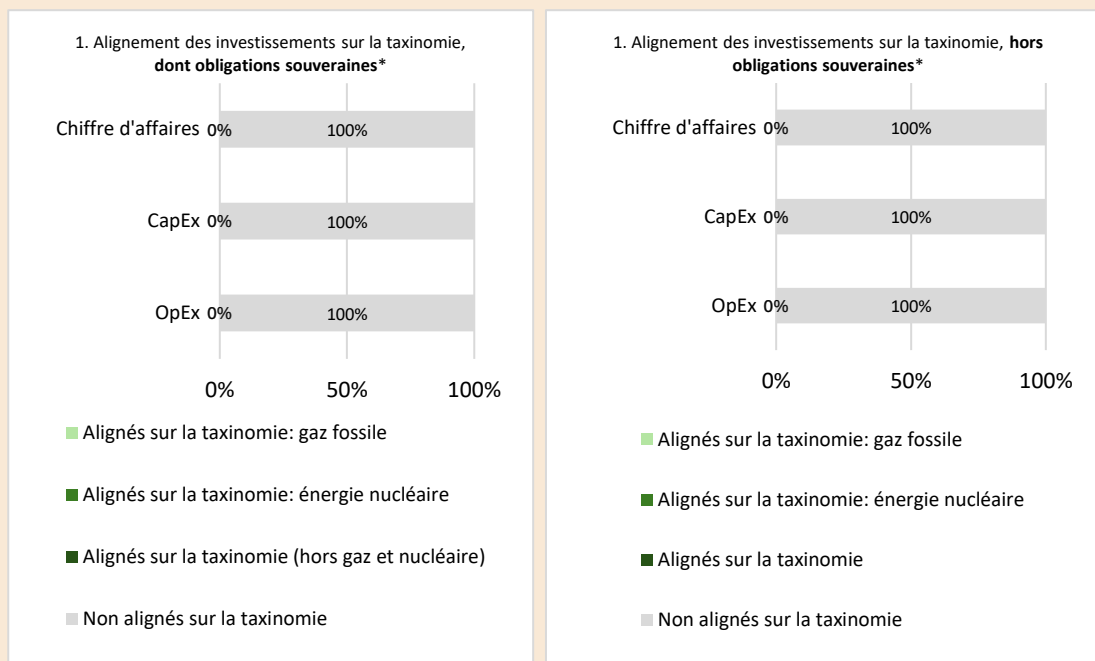 1. Alignement des investissements sur la taxinomie,
dont obligations souveraines*
Chiffre d'affaires 0% 100%
CapEx 0% 100%
OpEx 0% 100%
0% 50% 100%
Alignés sur la taxinomie: gaz fossile
Alignés sur la taxinomie: énergie nucléaire
Alignés sur la taxinomie (hors gaz et nucléaire)
Non alignés sur la taxinomie
1. Alignement des investissements sur la taxinomie, hors
obligations souveraines*
Chiffre d'affaires 0% 100%
CapEx 0% 100%
OpEx 0% 100%
0% 50% 100%
Alignés sur la taxinomie: gaz fossile
Alignés sur la taxinomie: énergie nucléaire
Alignés sur la taxinomie
Non alignés sur la taxinomie